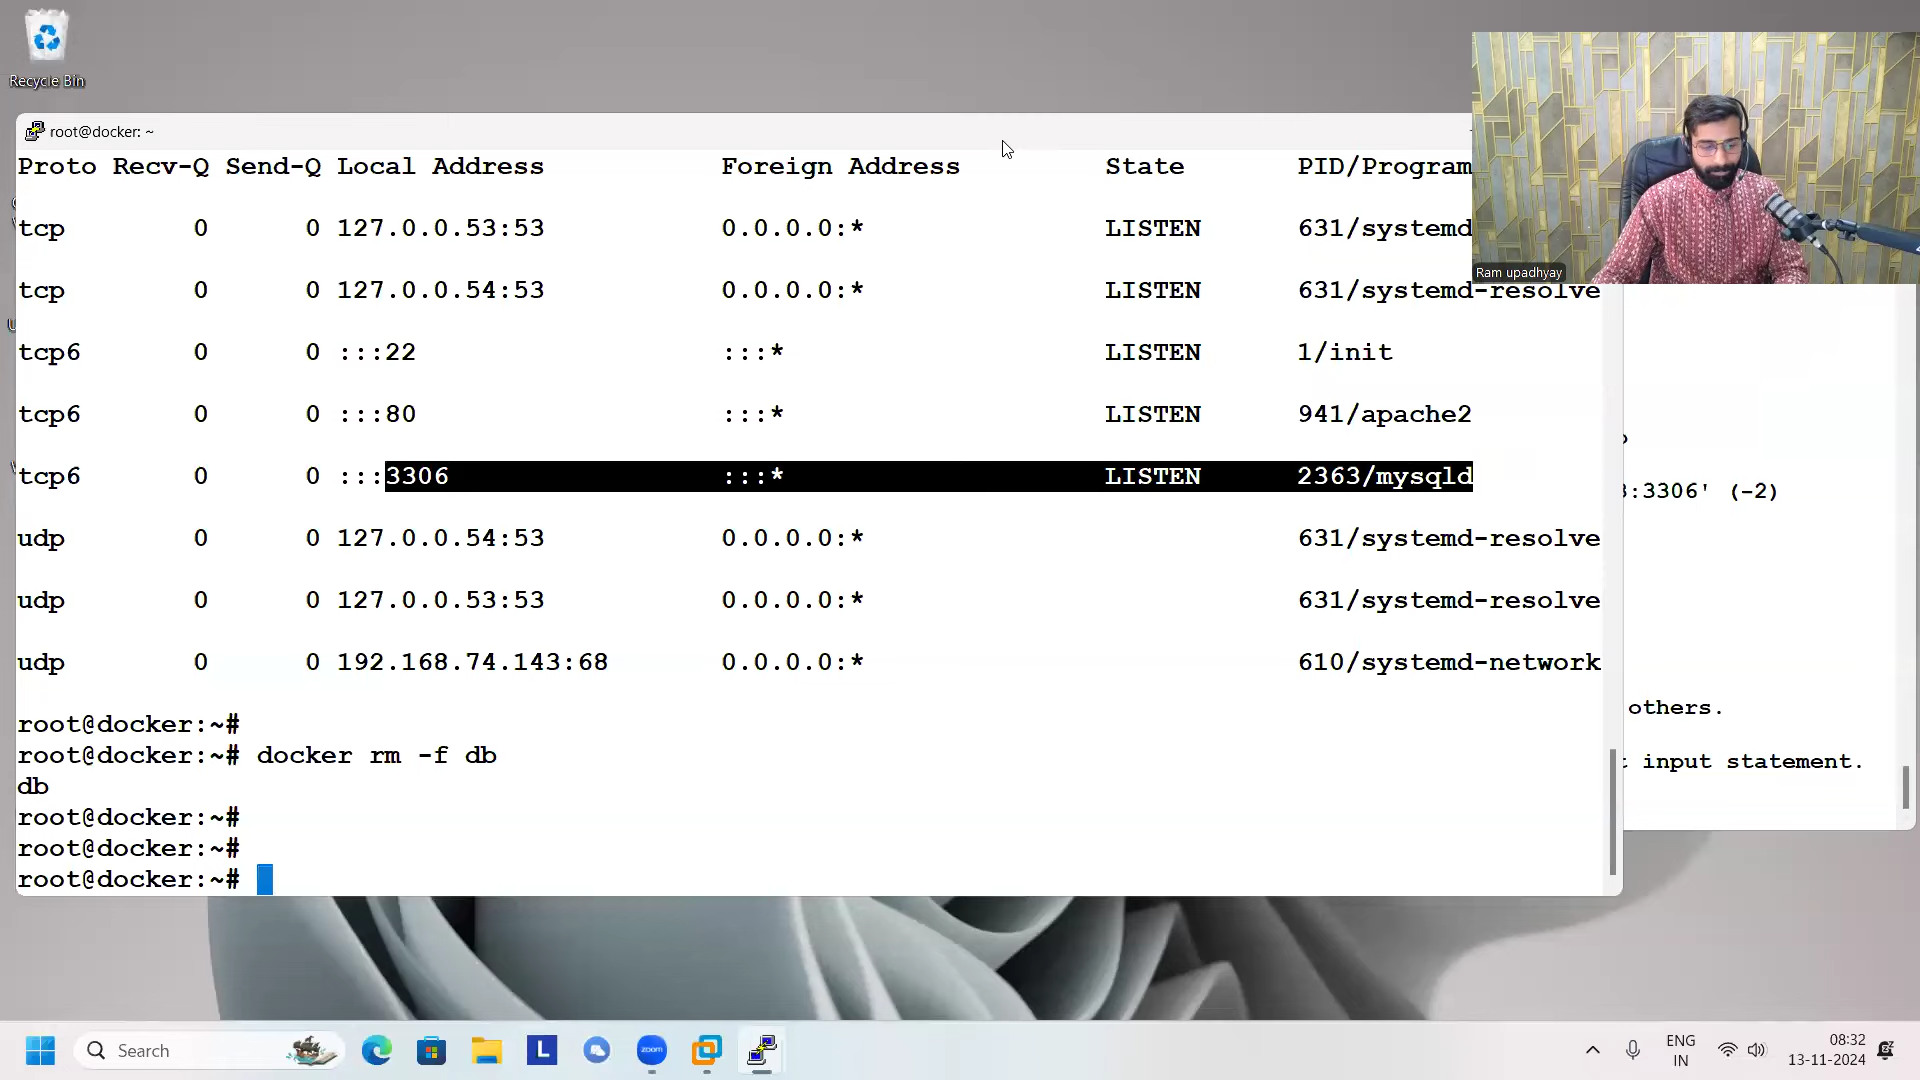 Recycle Bin
root@docker: ~
Proto Recv-Q Send-Q Local Address Foreign Address State PID/Program
tcp 0 0 127.0.0.53:53 0.0.0.0:* LISTEN 631/systemd
tcp 0 0 127.0.0.54:53 0.0.0.0:* LISTEN 631/systemd-resolve
tcp6 0 0 :::22 :::* LISTEN 1/init
tcp6 0 0 :::80 :::* LISTEN 941/apache2
tcp6 0 0 :::3306 :::* LISTEN 2363/mysqld
udp 0 0 127.0.0.54:53 0.0.0.0:* 631/systemd-resolve
udp 0 0 127.0.0.53:53 0.0.0.0:* 631/systemd-resolve
udp 0 0 192.168.74.143:68 0.0.0.0:* 610/systemd-network
root@docker:~#
root@docker:~# docker rm -f db
db
root@docker:~#
root@docker:~#
root@docker:~#
Ram upadhyay
:3306' (-2)
others.
input statement.
Search
L
zoom
ENG
IN
08:32
13-11-2024